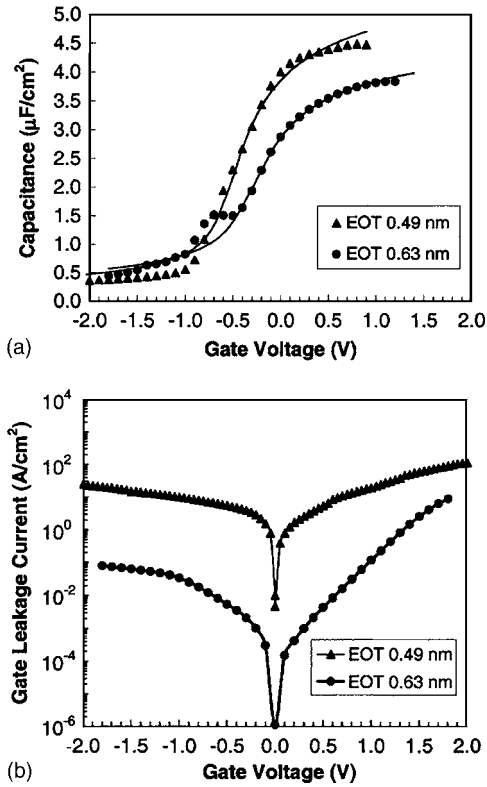 5.0
4.5
4.0
3.5
3.0
2.5
2.0
1.5
1.0
0.5
0.0
Capacitance (µF/cm²)
▲ EOT 0.49 nm
● EOT 0.63 nm
-2.0 -1.5 -1.0 -0.5 0.0 0.5 1.0 1.5 2.0
Gate Voltage (V)
(a)
10⁴
10²
10⁰
10⁻²
10⁻⁴
10⁻⁶
Gate Leakage Current (A/cm²)
EOT 0.49 nm
EOT 0.63 nm
-2.0 -1.5 -1.0 -0.5 0.0 0.5 1.0 1.5 2.0
Gate Voltage (V)
(b)